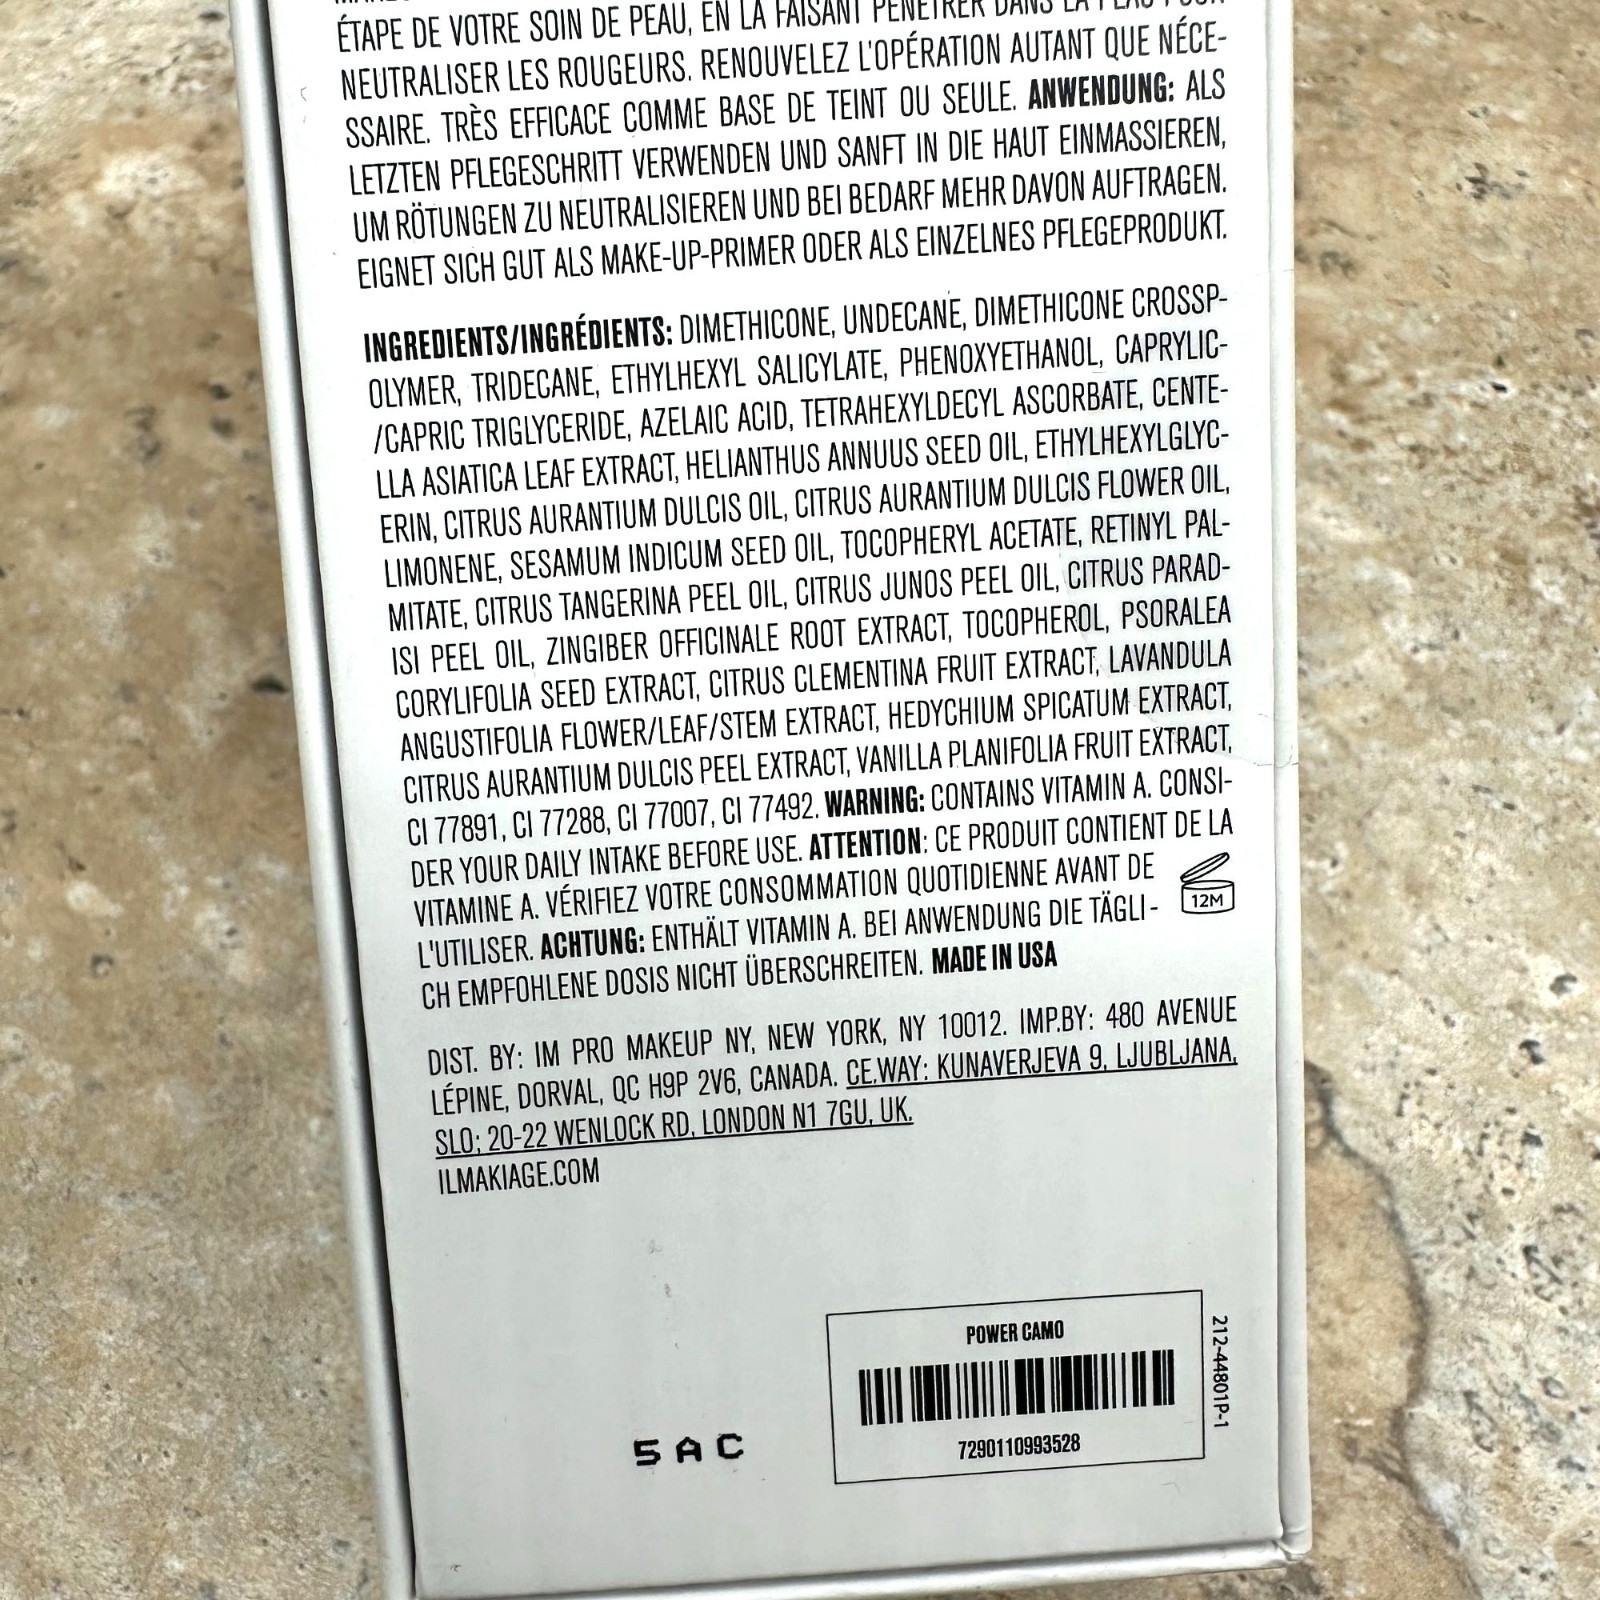 ÉTAPE DE VOTRE SOIN DE PEAU, EN LA FAISANT PÉNÉTRER DANS LA PEAU POUR
NEUTRALISER LES ROUGEURS. RENOUVELEZ L'OPÉRATION AUTANT QUE NÉCE-
SSAIRE. TRÈS EFFICACE COMME BASE DE TEINT OU SEULE. ANWENDUNG: ALS
LETZTEN PFLEGESCHRITT VERWENDEN UND SANFT IN DIE HAUT EINMASSIEREN,
UM RÖTUNGEN ZU NEUTRALISIEREN UND BEI BEDARF MEHR DAVON AUFTRAGEN.
EIGNET SICH GUT ALS MAKE-UP-PRIMER ODER ALS EINZELNES PFLEGEPRODUKT.
INGREDIENTS/INGRÉDIENTS: DIMETHICONE, UNDECANE, DIMETHICONE CROSSP-
OLYMER, TRIDECANE, ETHYLHEXYL SALICYLATE, PHENOXYETHANOL, CAPRYLIC-
/CAPRIC TRIGLYCERIDE, AZELAIC ACID, TETRAHEXYLDECYL ASCORBATE, CENTE-
LLA ASIATICA LEAF EXTRACT, HELIANTHUS ANNUUS SEED OIL, ETHYLHEXYLGLYC-
ERIN, CITRUS AURANTIUM DULCIS OIL, CITRUS AURANTIUM DULCIS FLOWER OIL,
LIMONENE, SESAMUM INDICUM SEED OIL, TOCOPHERYL ACETATE, RETINYL PAL-
MITATE, CITRUS TANGERINA PEEL OIL, CITRUS JUNOS PEEL OIL, CITRUS PARAD-
ISI PEEL OIL, ZINGIBER OFFICINALE ROOT EXTRACT, TOCOPHEROL, PSORALEA
CORYLIFOLIA SEED EXTRACT, CITRUS CLEMENTINA FRUIT EXTRACT, LAVANDULA
ANGUSTIFOLIA FLOWER/LEAF/STEM EXTRACT, HEDYCHIUM SPICATUM EXTRACT,
CITRUS AURANTIUM DULCIS PEEL EXTRACT, VANILLA PLANIFOLIA FRUIT EXTRACT,
CI 77891, CI 77288, CI 77007, CI 77492. WARNING: CONTAINS VITAMIN A. CONSI-
DER YOUR DAILY INTAKE BEFORE USE. ATTENTION: CE PRODUIT CONTIENT DE LA
VITAMINE A. VÉRIFIEZ VOTRE CONSOMMATION QUOTIDIENNE AVANT DE
L'UTILISER. ACHTUNG: ENTHÄLT VITAMIN A. BEI ANWENDUNG DIE TÄGLI-
CH EMPFOHLENE DOSIS NICHT ÜBERSCHREITEN. MADE IN USA
12M
DIST. BY: IM PRO MAKEUP NY, NEW YORK, NY 10012. IMP.BY: 480 AVENUE
LÉPINE, DORVAL, QC H9P 2V6, CANADA. CE.WAY: KUNAVERJEVA 9, LJUBLJANA,
SLO; 20-22 WENLOCK RD, LONDON N1 7GU, UK.
ILMAKIAGE.COM
POWER CAMO
7290110993528
212-44801P-1
5AC